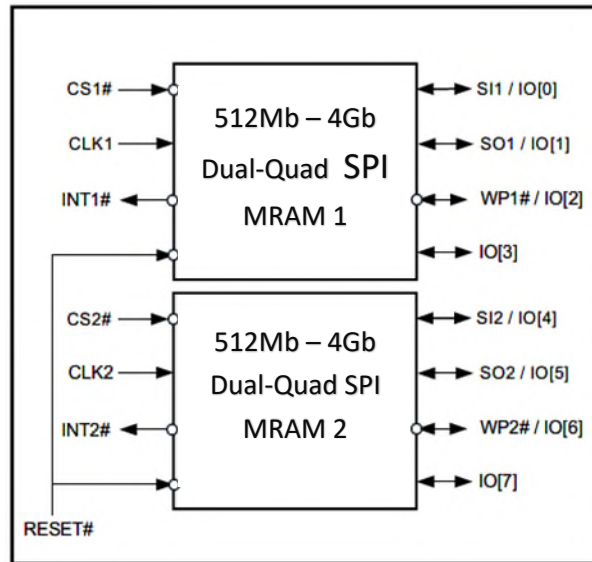 CS1#
CLK1
INT1#
512Mb – 4Gb
Dual-Quad SPI
MRAM 1
SI1 / IO[0]
SO1 / IO[1]
WP1# / IO[2]
IO[3]
CS2#
CLK2
INT2#
RESET#
512Mb – 4Gb
Dual-Quad SPI
MRAM 2
SI2 / IO[4]
SO2 / IO[5]
WP2# / IO[6]
IO[7]